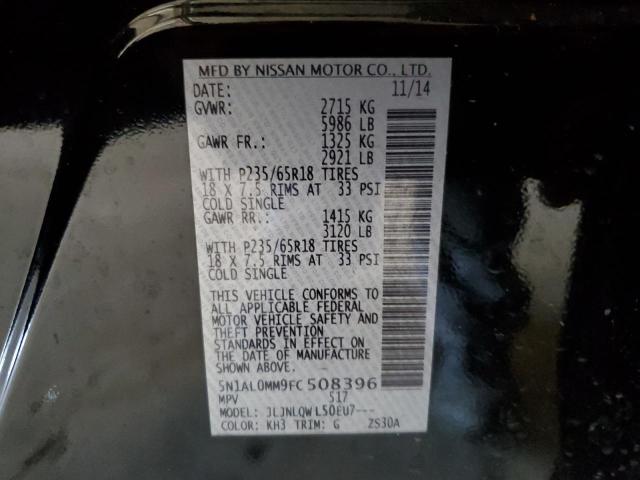 MFD BY NISSAN MOTOR CO., LTD.
DATE: 11/14
GVWR: 2715 KG
5986 LB
GAWR FR.: 1325 KG
2921 LB
WITH P235/65R18 TIRES
18 X 7.5 RIMS AT 33 PSI
COLD SINGLE
GAWR RR.: 1415 KG
3120 LB
WITH P235/65R18 TIRES
18 X 7.5 RIMS AT 33 PSI
COLD SINGLE
THIS VEHICLE CONFORMS TO
ALL APPLICABLE FEDERAL
MOTOR VEHICLE SAFETY AND
THEFT PREVENTION
STANDARDS IN EFFECT ON
THE DATE OF MANUFACTURE
SHOWN ABOVE.
5N1AL0MM9FC508396
MPV 517
MODEL: JLJNLQWL50EU7---
COLOR: KH3 TRIM: G ZS30A